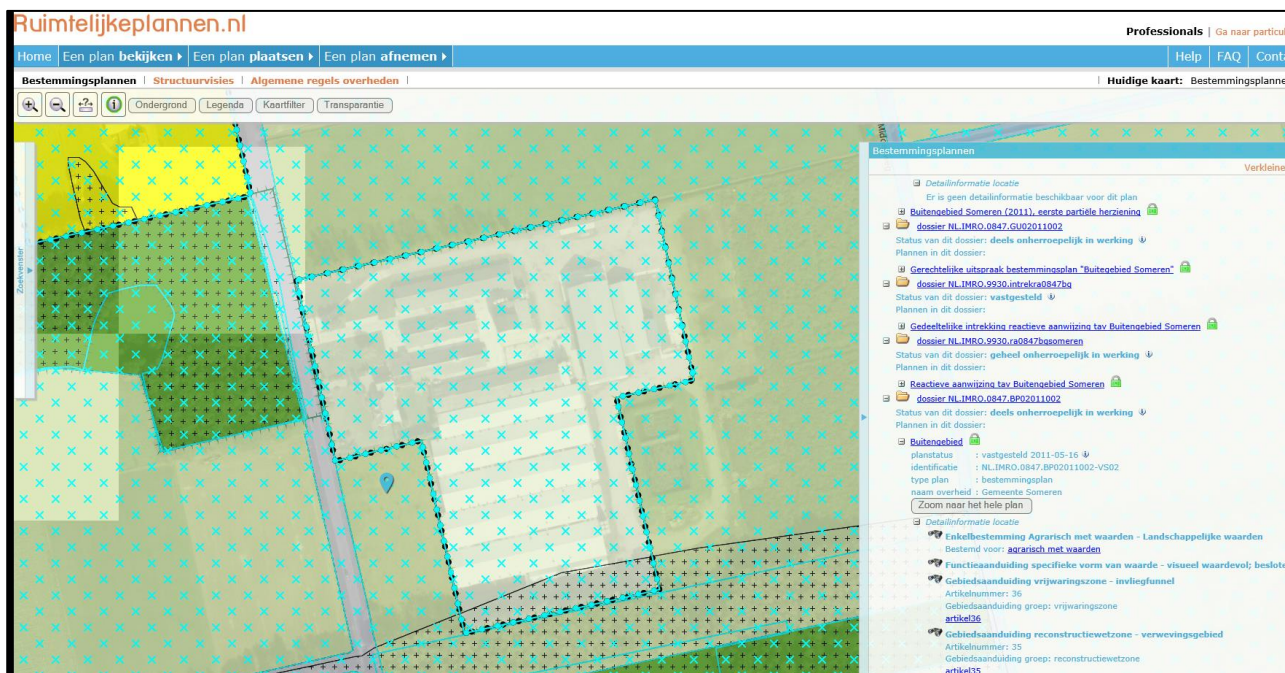 Ruimtelijkeplannen.nl
Professionals | Ga naar particul
Home Een plan bekijken Een plan plaatsen Een plan afnemen Help FAQ Conta
Bestemmingsplannen | Structuurvisies | Algemene regels overheden | | Huidige kaart: Bestemmingsplanne
Ondergrond Legenda Kaartfilter Transparantie
Zoekvenster
Bestemmingsplannen
Verkleine
Detailinformatie locatie
Er is geen detailinformatie beschikbaar voor dit plan
Buitengebied Someren (2011), eerste partiële herziening
dossier NL.IMRO.0847.GU02011002
Status van dit dossier: deels onherroepelijk in werking
Plannen in dit dossier:
Gerechtelijke uitspraak bestemmingsplan "Buitegebied Someren"
dossier NL.IMRO.9930.intrekra0847bg
Status van dit dossier: vastgesteld
Plannen in dit dossier:
Gedeeltelijke intrekking reactieve aanwijzing tav Buitengebied Someren
dossier NL.IMRO.9930.ra0847bgsomeren
Status van dit dossier: geheel onherroepelijk in werking
Plannen in dit dossier:
Reactieve aanwijzing tav Buitengebied Someren
dossier NL.IMRO.0847.BP02011002
Status van dit dossier: deels onherroepelijk in werking
Plannen in dit dossier:
Buitengebied
planstatus : vastgesteld 2011-05-16
identificatie : NL.IMRO.0847.BP02011002-VS02
type plan : bestemmingsplan
naam overheid : Gemeente Someren
Zoom naar het hele plan
Detailinformatie locatie
Enkelbestemming Agrarisch met waarden - Landschappelijke waarden
Bestemd voor: agrarisch met waarden
Functieaanduiding specifieke vorm van waarde - visueel waardevol; beslote
Gebiedsaanduiding vrijwaringszone - invliegfunnel
Artikelnummer: 36
Gebiedsaanduiding groep: vrijwaringszone
artikel36
Gebiedsaanduiding reconstructiewetzone - verwevingsgebied
Artikelnummer: 35
Gebiedsaanduiding groep: reconstructiewetzone
artikel35